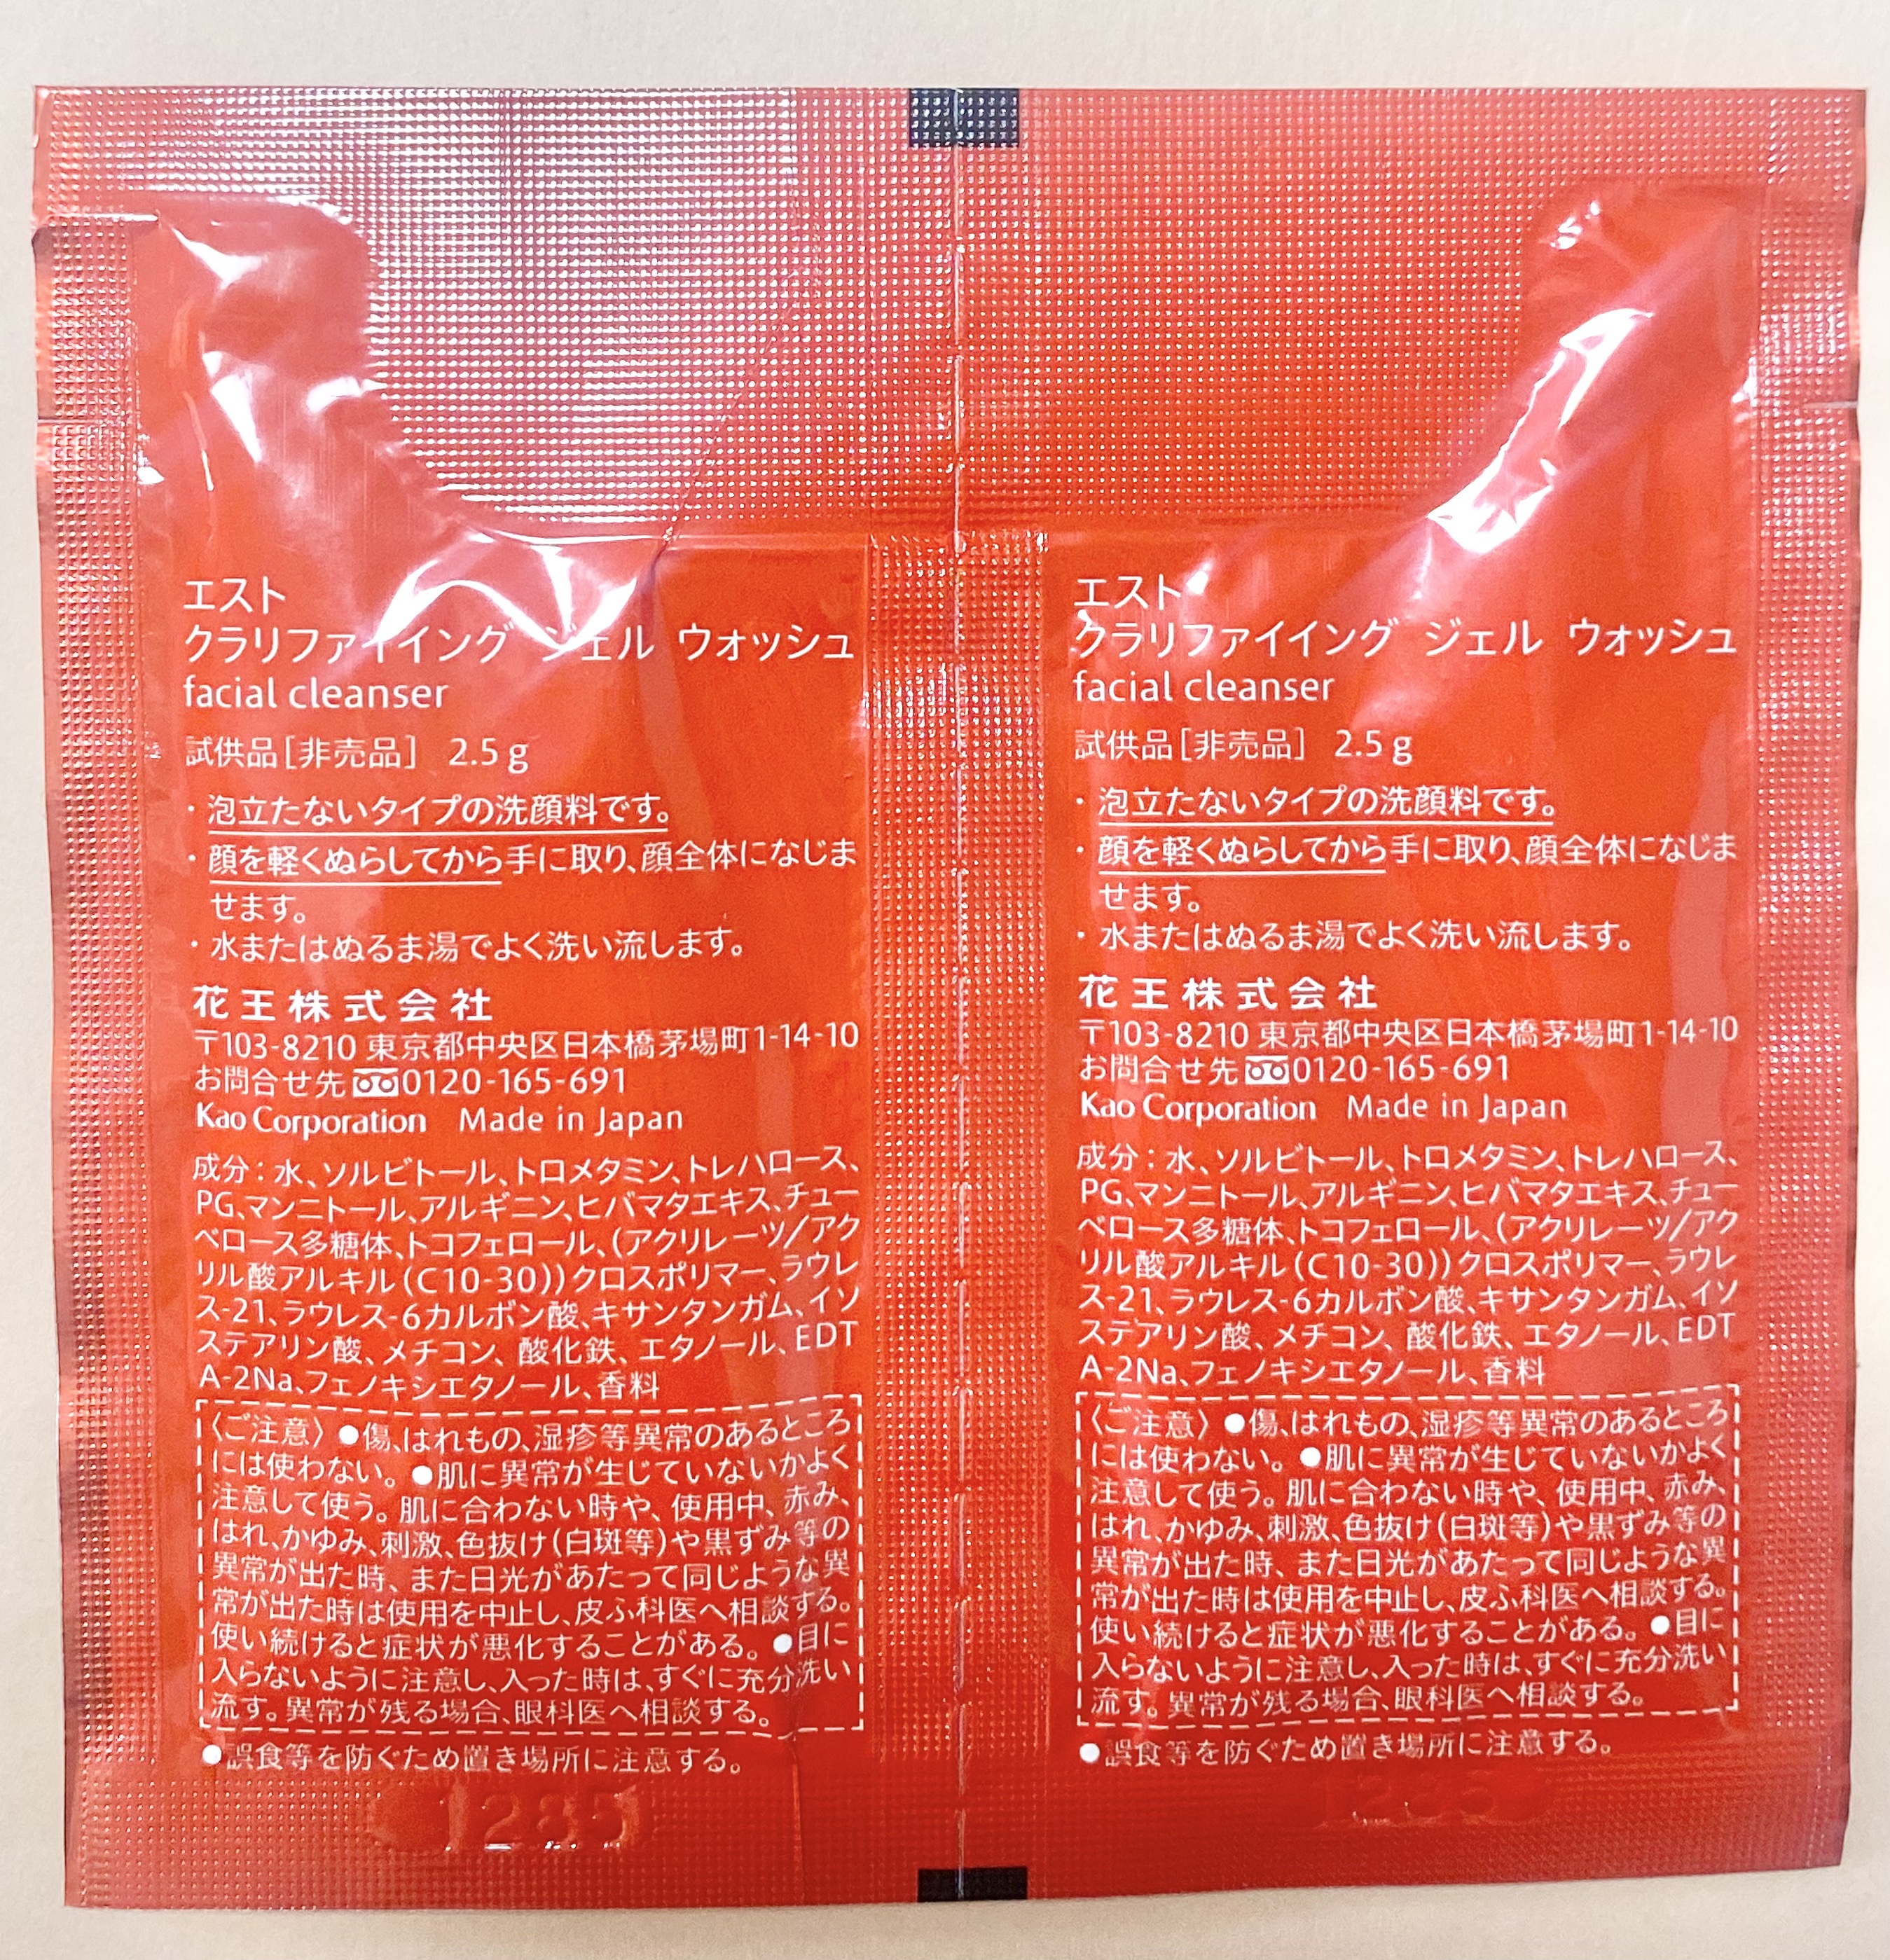 エスト
クラリファイイング ジェル ウォッシュ
facial cleanser
試供品[非売品] 2.5g
・泡立たないタイプの洗顔料です。
・顔を軽くぬらしてから手に取り、顔全体になじま
せます。
・水またはぬるま湯でよく洗い流します。
花王株式会社
〒103-8210 東京都中央区日本橋茅場町1-14-10
お問合せ先 0120-165-691
Kao Corporation Made in Japan
成分:水、ソルビトール、トロメタミン、トレハロース、
PG、マンニトール、アルギニン、ヒバマタエキス、チュー
ベロース多糖体、トコフェロール、(アクリレーツ/アク
リル酸アルキル(C10-30))クロスポリマー、ラウレ
ス-21、ラウレス-6カルボン酸、キサンタンガム、イソ
ステアリン酸、メチコン、酸化鉄、エタノール、EDT
A-2Na、フェノキシエタノール、香料
〈ご注意〉●傷、はれもの、湿疹等異常のあるところ
には使わない。●肌に異常が生じていないかよく
注意して使う。肌に合わない時や、使用中、赤み、
はれ、かゆみ、刺激、色抜け(白斑等)や黒ずみ等の
異常が出た時、また日光があたって同じような異
常が出た時は使用を中止し、皮ふ科医へ相談する。
使い続けると症状が悪化することがある。●目に
入らないように注意し、入った時は、すぐに充分洗い
流す。異常が残る場合、眼科医へ相談する。
●誤食等を防ぐため置き場所に注意する。
1285
エスト
クラリファイイング ジェル ウォッシュ
facial cleanser
試供品[非売品] 2.5g
・泡立たないタイプの洗顔料です。
・顔を軽くぬらしてから手に取り、顔全体になじま
せます。
・水またはぬるま湯でよく洗い流します。
花王株式会社
〒103-8210 東京都中央区日本橋茅場町1-14-10
お問合せ先 0120-165-691
Kao Corporation Made in Japan
成分:水、ソルビトール、トロメタミン、トレハロース、
PG、マンニトール、アルギニン、ヒバマタエキス、チュー
ベロース多糖体、トコフェロール、(アクリレーツ/アク
リル酸アルキル(C10-30))クロスポリマー、ラウレ
ス-21、ラウレス-6カルボン酸、キサンタンガム、イソ
ステアリン酸、メチコン、酸化鉄、エタノール、EDT
A-2Na、フェノキシエタノール、香料
〈ご注意〉●傷、はれもの、湿疹等異常のあるところ
には使わない。●肌に異常が生じていないかよく
注意して使う。肌に合わない時や、使用中、赤み、
はれ、かゆみ、刺激、色抜け(白斑等)や黒ずみ等の
異常が出た時、また日光があたって同じような異
常が出た時は使用を中止し、皮ふ科医へ相談する。
使い続けると症状が悪化することがある。●目に
入らないように注意し、入った時は、すぐに充分洗い
流す。異常が残る場合、眼科医へ相談する。
●誤食等を防ぐため置き場所に注意する。
1285